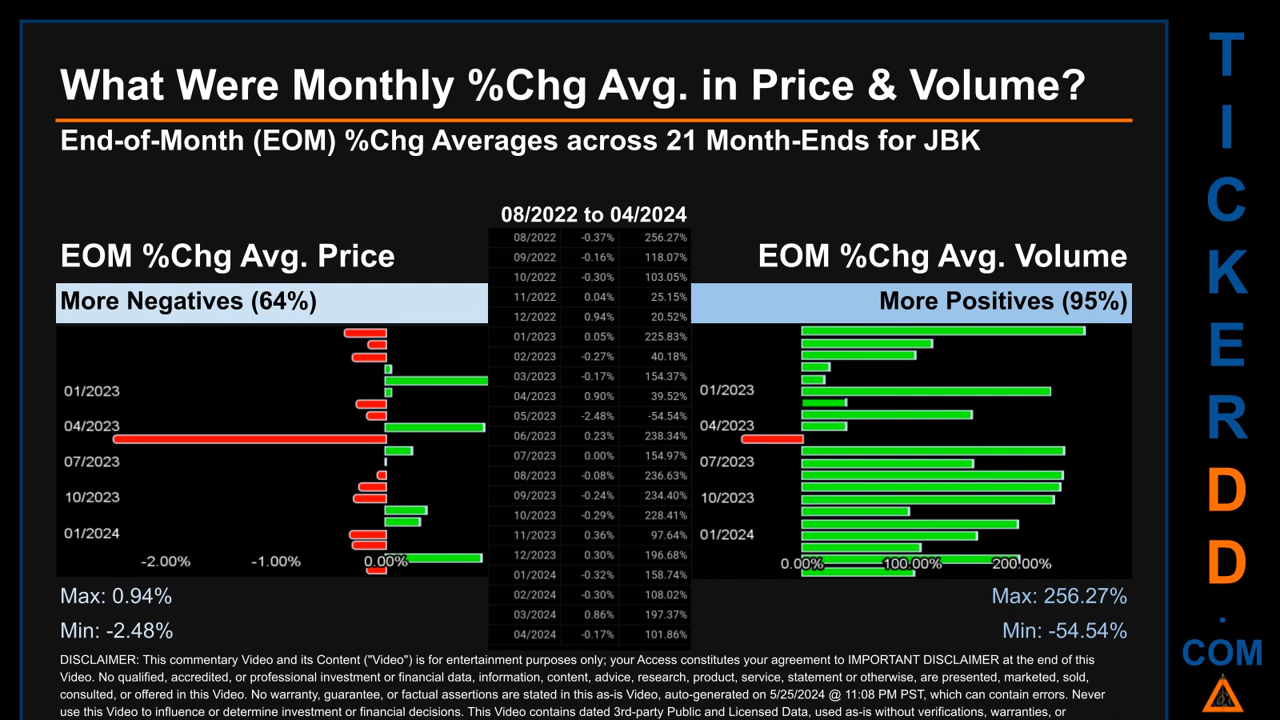 What Were Monthly %Chg Avg. in Price & Volume?
End-of-Month (EOM) %Chg Averages across 21 Month-Ends for JBK
08/2022 to 04/2024
EOM %Chg Avg. Price
EOM %Chg Avg. Volume
More Negatives (64%)
More Positives (95%)
08/2022 -0.37% 256.27%
09/2022 -0.16% 118.07%
10/2022 -0.30% 103.05%
11/2022 0.04% 25.15%
12/2022 0.94% 20.52%
01/2023 0.05% 225.83%
02/2023 -0.27% 40.18%
03/2023 -0.17% 154.37%
04/2023 0.90% 39.52%
05/2023 -2.48% -54.54%
06/2023 0.23% 238.34%
07/2023 0.00% 154.97%
08/2023 -0.08% 236.63%
09/2023 -0.24% 234.40%
10/2023 -0.29% 228.41%
11/2023 0.36% 97.64%
12/2023 0.30% 196.68%
01/2024 -0.32% 158.74%
02/2024 -0.30% 108.02%
03/2024 0.86% 197.37%
04/2024 -0.17% 101.86%
01/2023
04/2023
07/2023
10/2023
01/2024
-2.00% -1.00% 0.00%
01/2023
04/2023
07/2023
10/2023
01/2024
0.00% 100.00% 200.00%
Max: 0.94%
Min: -2.48%
Max: 256.27%
Min: -54.54%
DISCLAIMER: This commentary Video and its Content ("Video") is for entertainment purposes only; your Access constitutes your agreement to IMPORTANT DISCLAIMER at the end of this
Video. No qualified, accredited, or professional investment or financial data, information, content, advice, research, product, service, statement or otherwise, are presented, marketed, sold,
consulted, or offered in this Video. No warranty, guarantee, or factual assertions are stated in this as-is Video, auto-generated on 5/25/2024 @ 11:08 PM PST, which can contain errors. Never
use this Video to influence or determine investment or financial decisions. This Video contains dated 3rd-party Public and Licensed Data, used as-is without verifications, warranties, or
T
I
C
K
E
R
D
D
.
COM